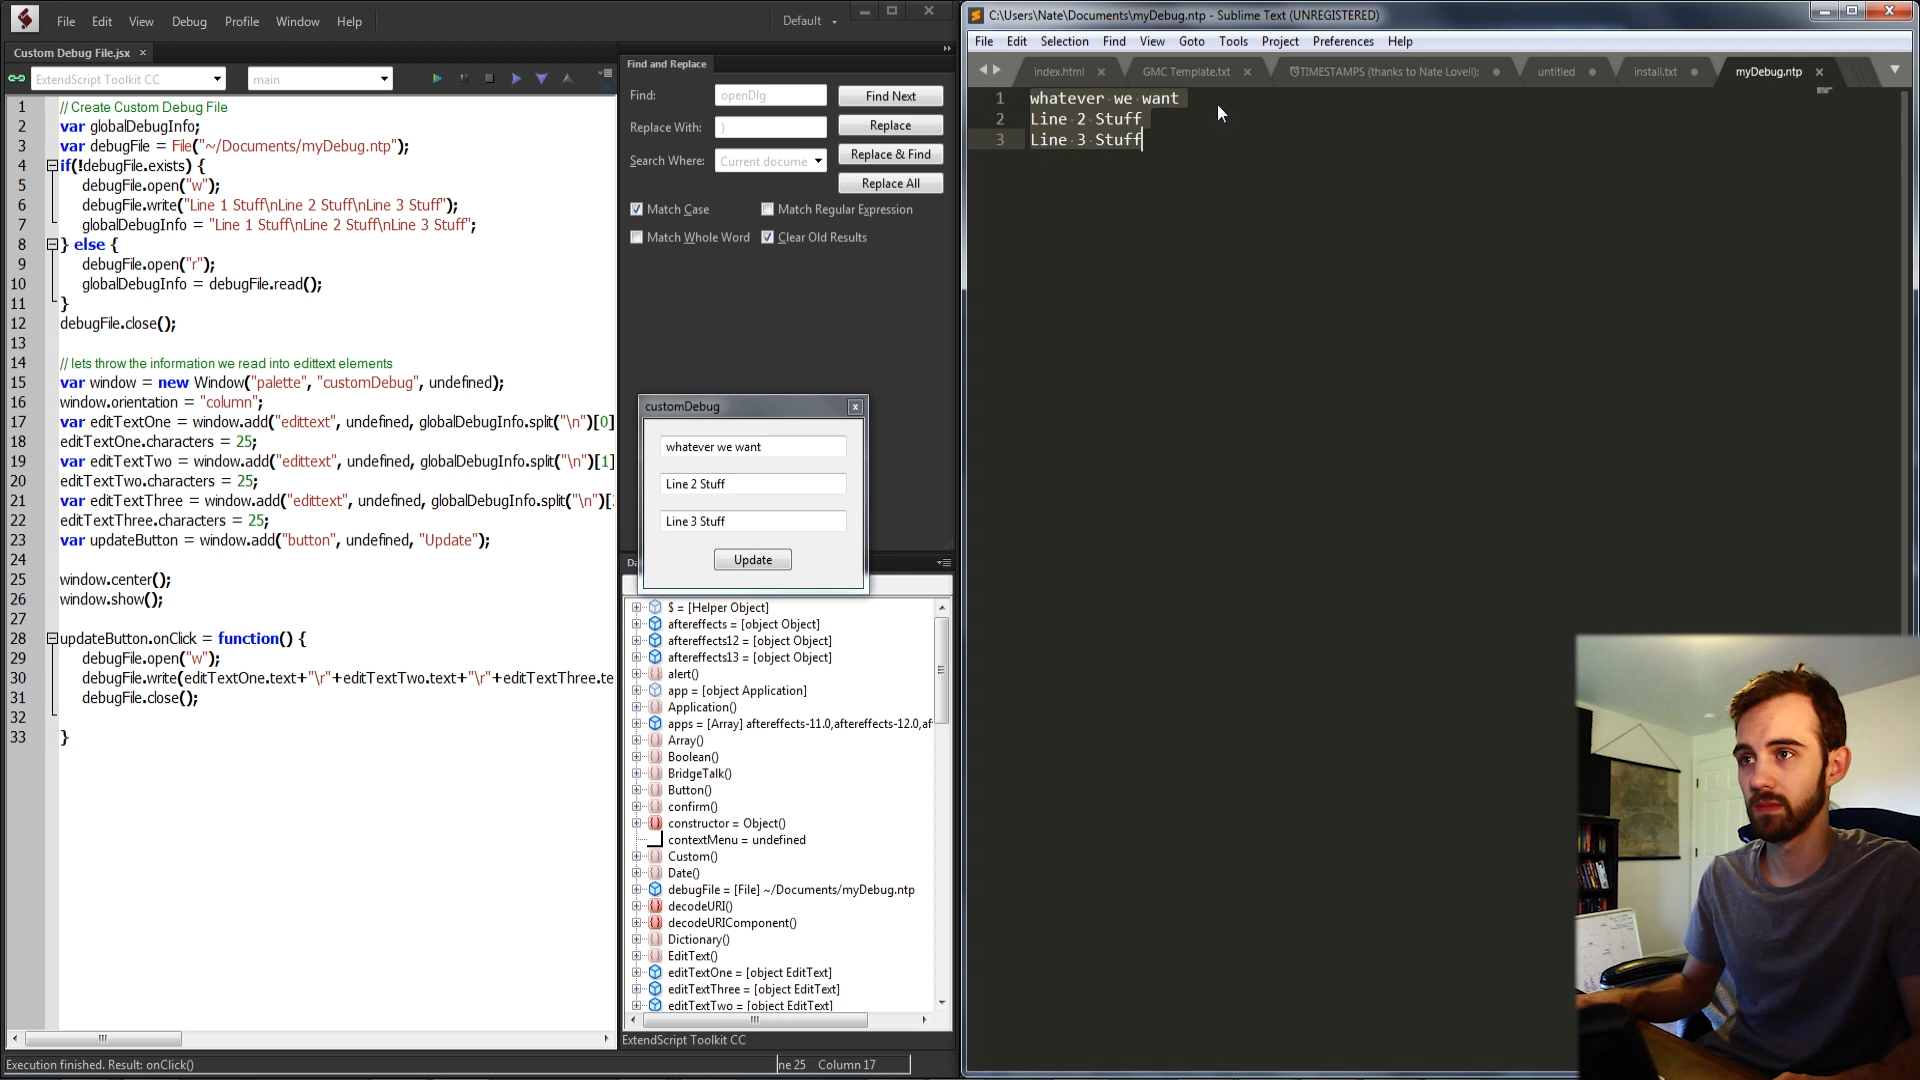 File Edit View Debug Profile Window Help
Default
Custom Debug File.jsx
ExtendScript Toolkit CC
main
1 // Create Custom Debug File
2 var globalDebugInfo;
3 var debugFile = File("~/Documents/myDebug.ntp");
4 if(!debugFile.exists) {
5 debugFile.open("w");
6 debugFile.write("Line 1 Stuff\nLine 2 Stuff\nLine 3 Stuff");
7 globalDebugInfo = "Line 1 Stuff\nLine 2 Stuff\nLine 3 Stuff";
8 } else {
9 debugFile.open("r");
10 globalDebugInfo = debugFile.read();
11 }
12 debugFile.close();
13
14 // lets throw the information we read into edittext elements
15 var window = new Window("palette", "customDebug", undefined);
16 window.orientation = "column";
17 var editTextOne = window.add("edittext", undefined, globalDebugInfo.split("\n")[0]
18 editTextOne.characters = 25;
19 var editTextTwo = window.add("edittext", undefined, globalDebugInfo.split("\n")[1]
20 editTextTwo.characters = 25;
21 var editTextThree = window.add("edittext", undefined, globalDebugInfo.split("\n")[
22 editTextThree.characters = 25;
23 var updateButton = window.add("button", undefined, "Update");
24
25 window.center();
26 window.show();
27
28 updateButton.onClick = function() {
29 debugFile.open("w");
30 debugFile.write(editTextOne.text+"\r"+editTextTwo.text+"\r"+editTextThree.te
31 debugFile.close();
32
33 }
Execution finished. Result: onClick()
Column 17
Find and Replace
Find: openDlg Find Next
Replace With: ) Replace
Search Where: Current docume Replace & Find
Replace All
Match Case Match Regular Expression
Match Whole Word Clear Old Results
customDebug
whatever we want
Line 2 Stuff
Line 3 Stuff
Update
$ = [Helper Object]
aftereffects = [object Object]
aftereffects12 = [object Object]
aftereffects13 = [object Object]
alert()
app = [object Application]
Application()
apps = [Array] aftereffects-11.0,aftereffects-12.0,af
Array()
Boolean()
BridgeTalk()
Button()
confirm()
constructor = Object()
contextMenu = undefined
Custom()
Date()
debugFile = [File] ~/Documents/myDebug.ntp
decodeURI()
decodeURIComponent()
Dictionary()
EditText()
editTextOne = [object EditText]
editTextThree = [object EditText]
editTextTwo = [object EditText]
ExtendScript Toolkit CC
C:\Users\Nate\Documents\myDebug.ntp - Sublime Text (UNREGISTERED)
File Edit Selection Find View Goto Tools Project Preferences Help
index.html GMC Template.txt TIMESTAMPS (thanks to Nate Lovell): untitled install.txt myDebug.ntp
1 whatever we want
2 Line 2 Stuff
3 Line 3 Stuff